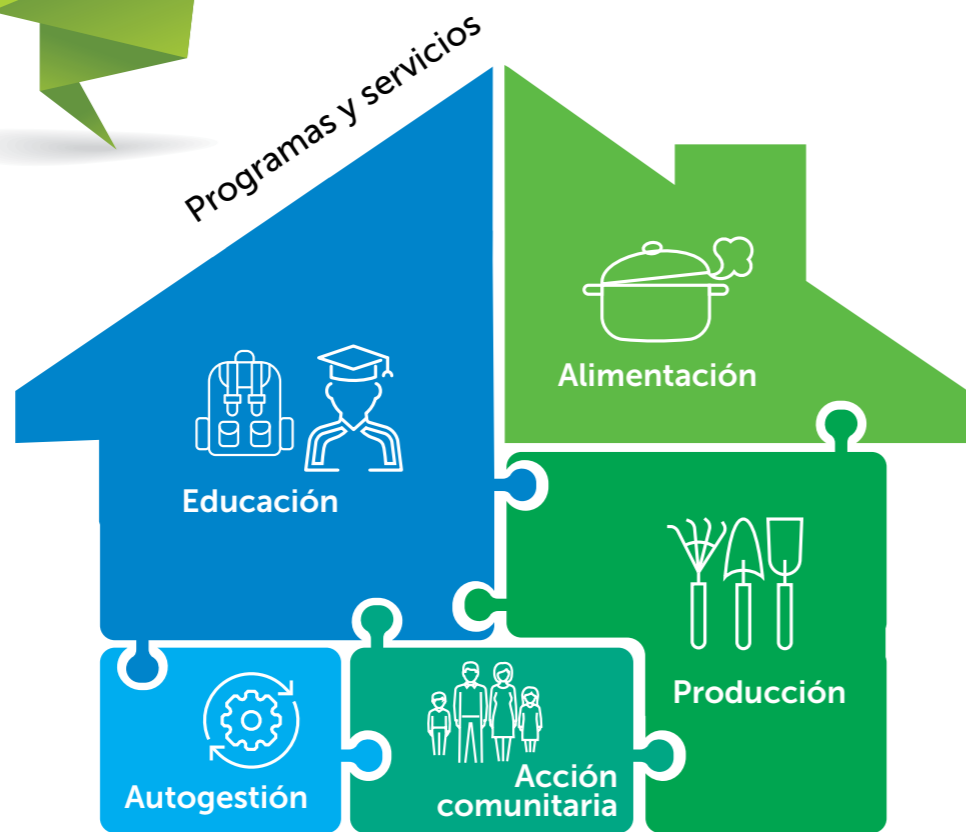 Programas y servicios
Alimentación
Educación
Producción
Autogestión
Acción
comunitaria